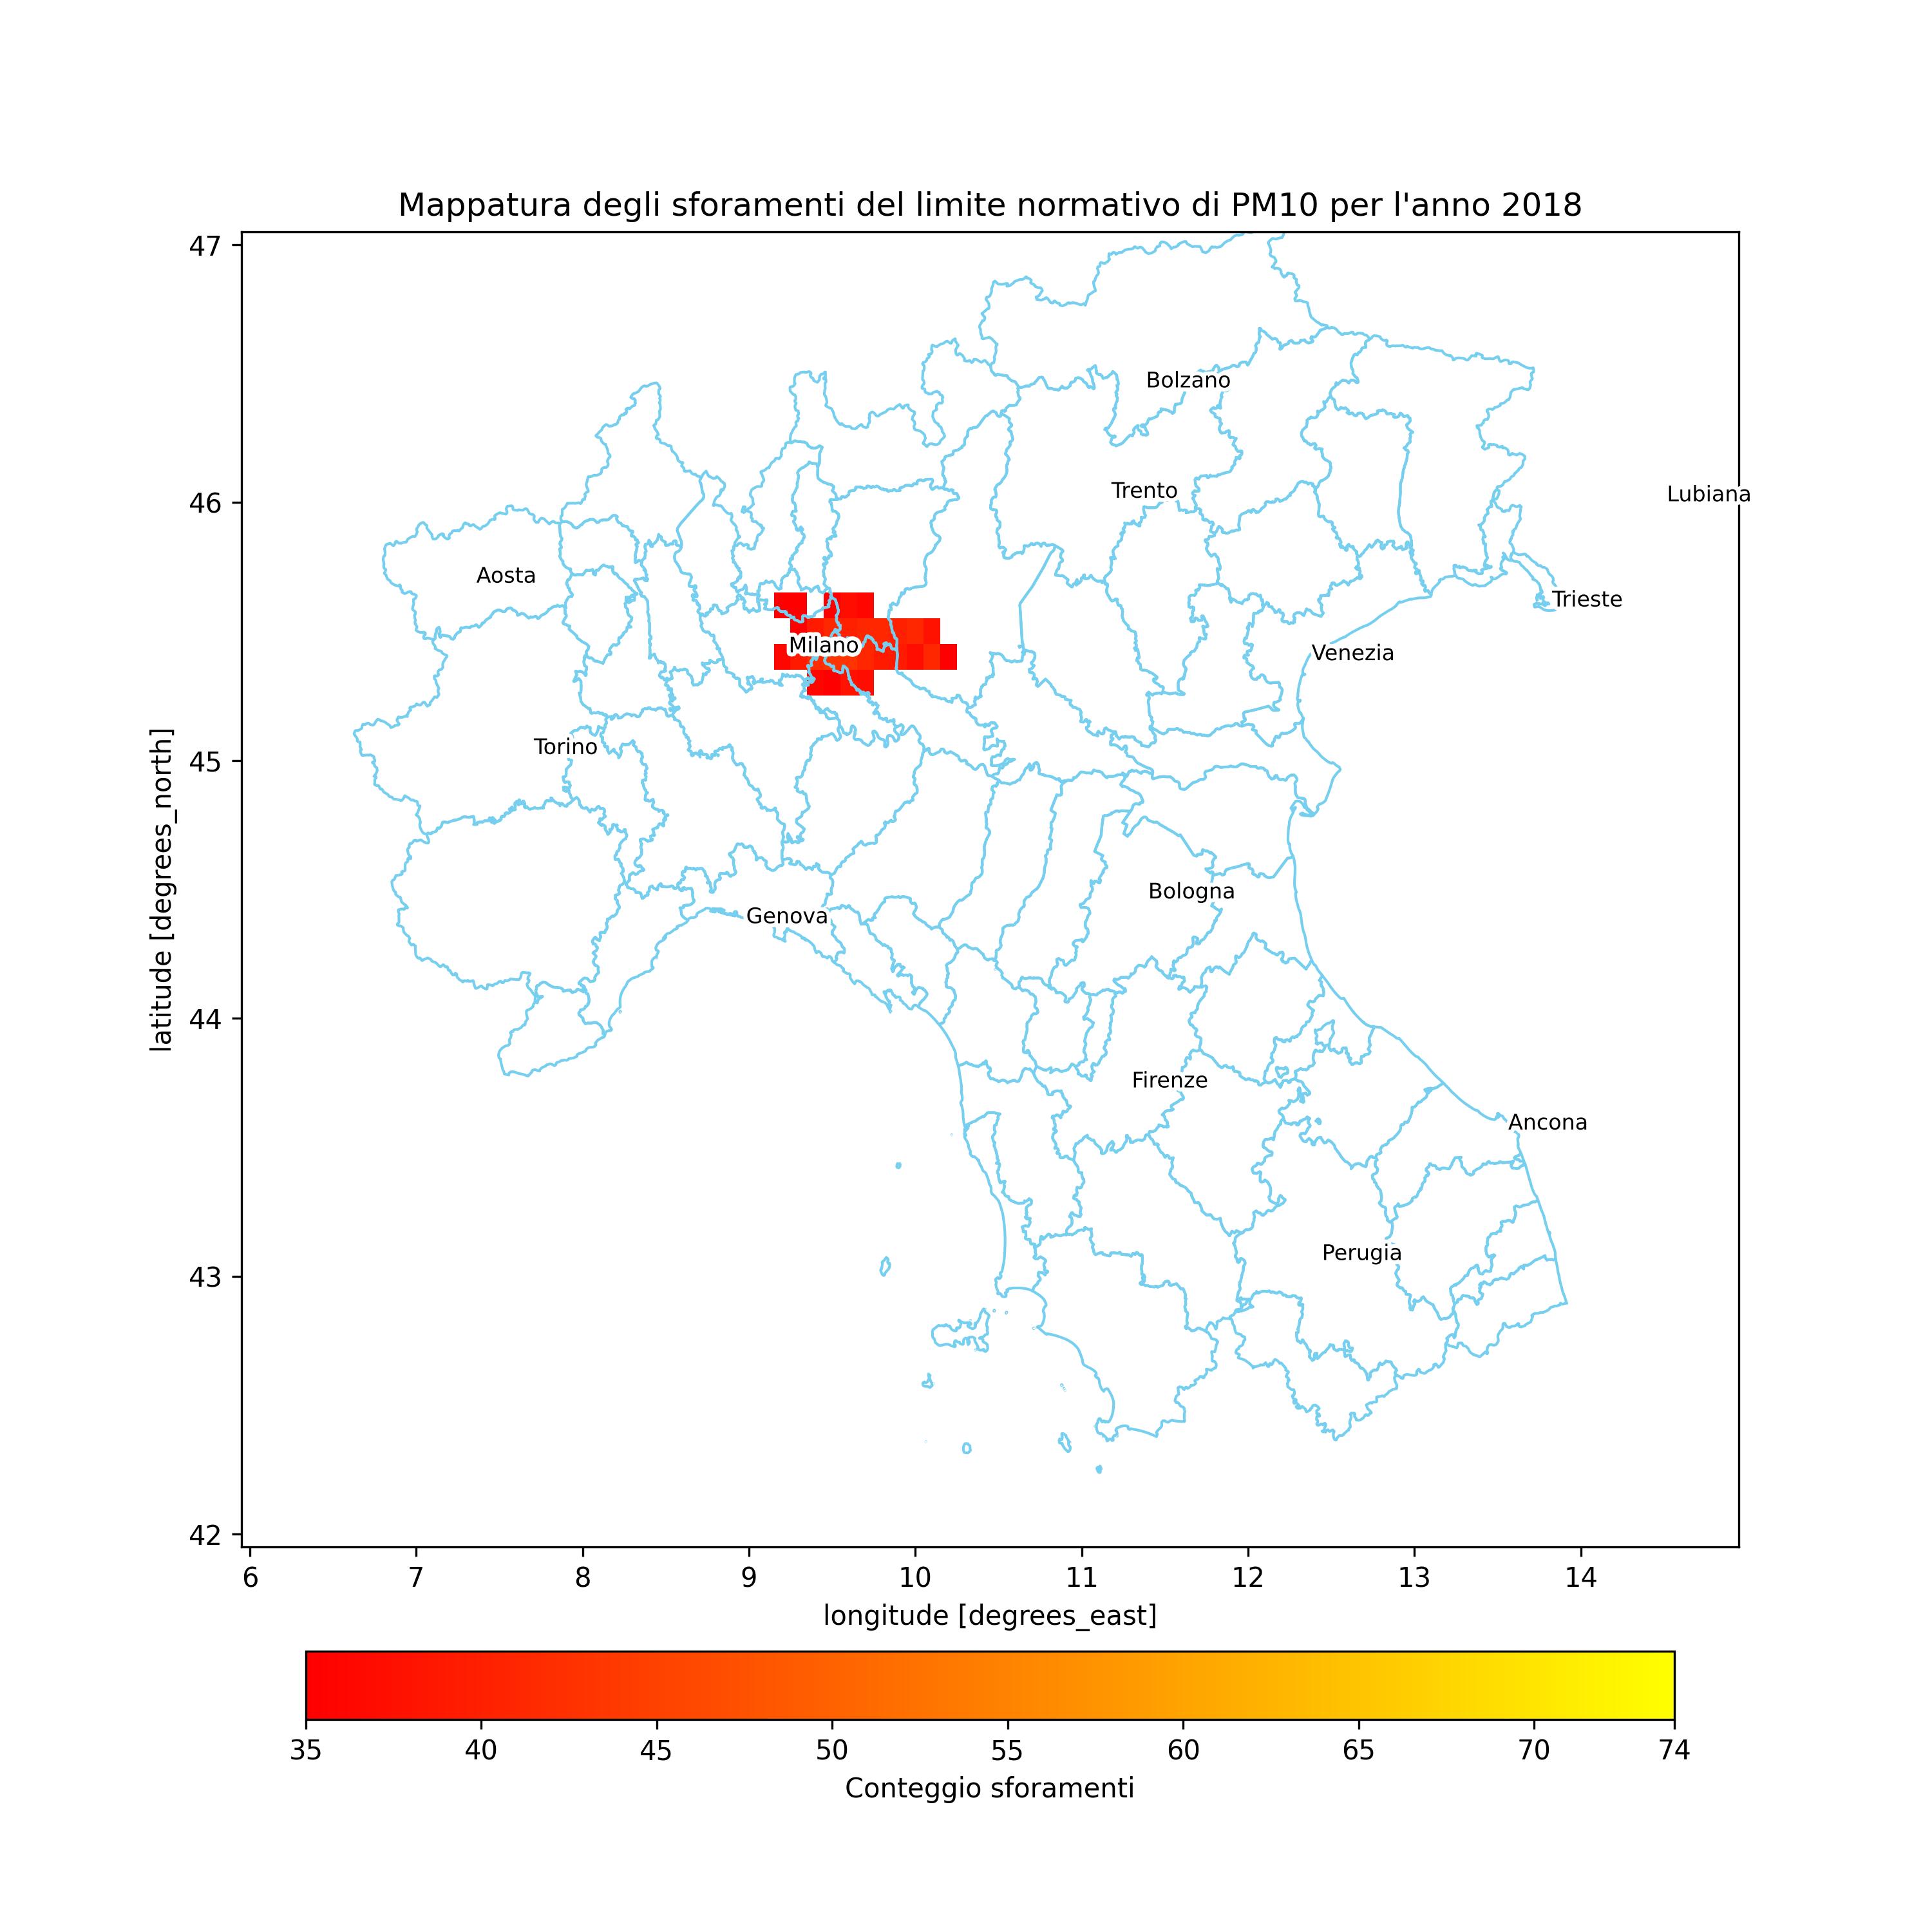 Mappatura degli sforamenti del limite normativo di PM10 per l'anno 2018
47
46
45
44
43
42
latitude [degrees_north]
Bolzano
Trento
Lubiana
Aosta
Trieste
Milano
Venezia
Torino
Bologna
Genova
Firenze
Ancona
Perugia
6 7 8 9 10 11 12 13 14
longitude [degrees_east]
35 40 45 50 55 60 65 70 74
Conteggio sforamenti